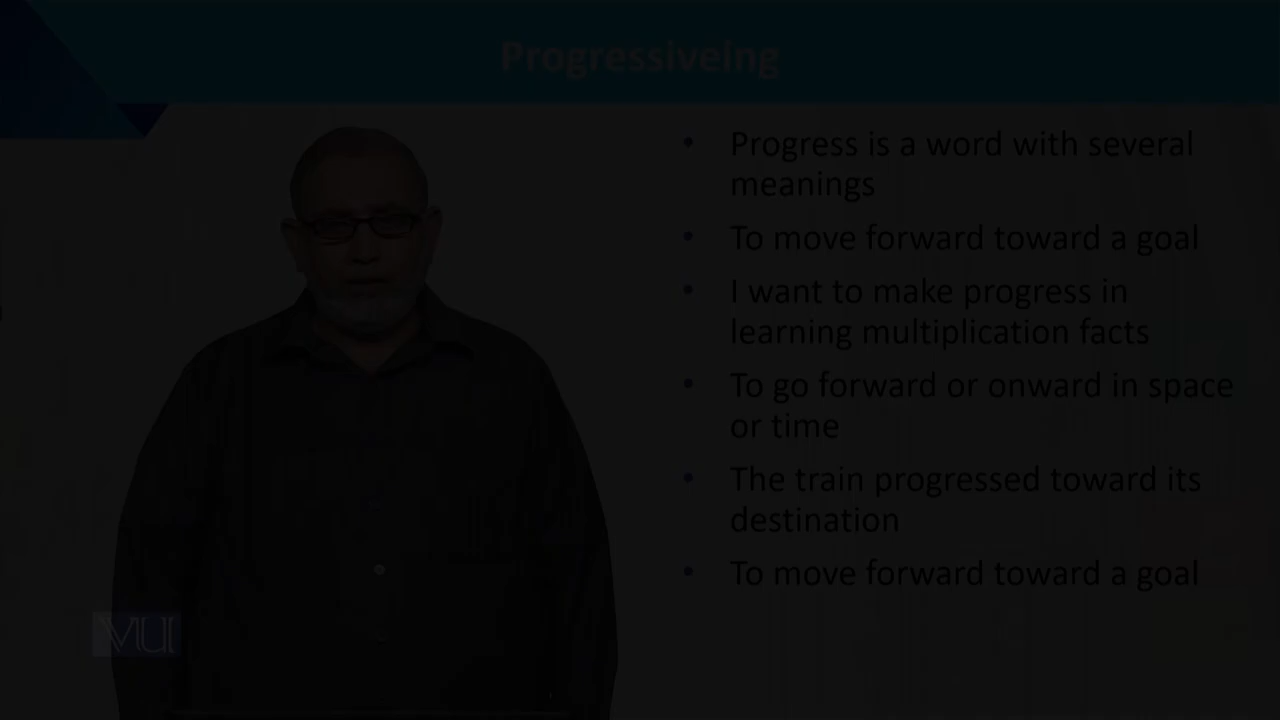 Progressiveing
• Progress is a word with several
meanings
• To move forward toward a goal
• I want to make progress in
learning multiplication facts
• To go forward or onward in space
or time
• The train progressed toward its
destination
• To move forward toward a goal
VU